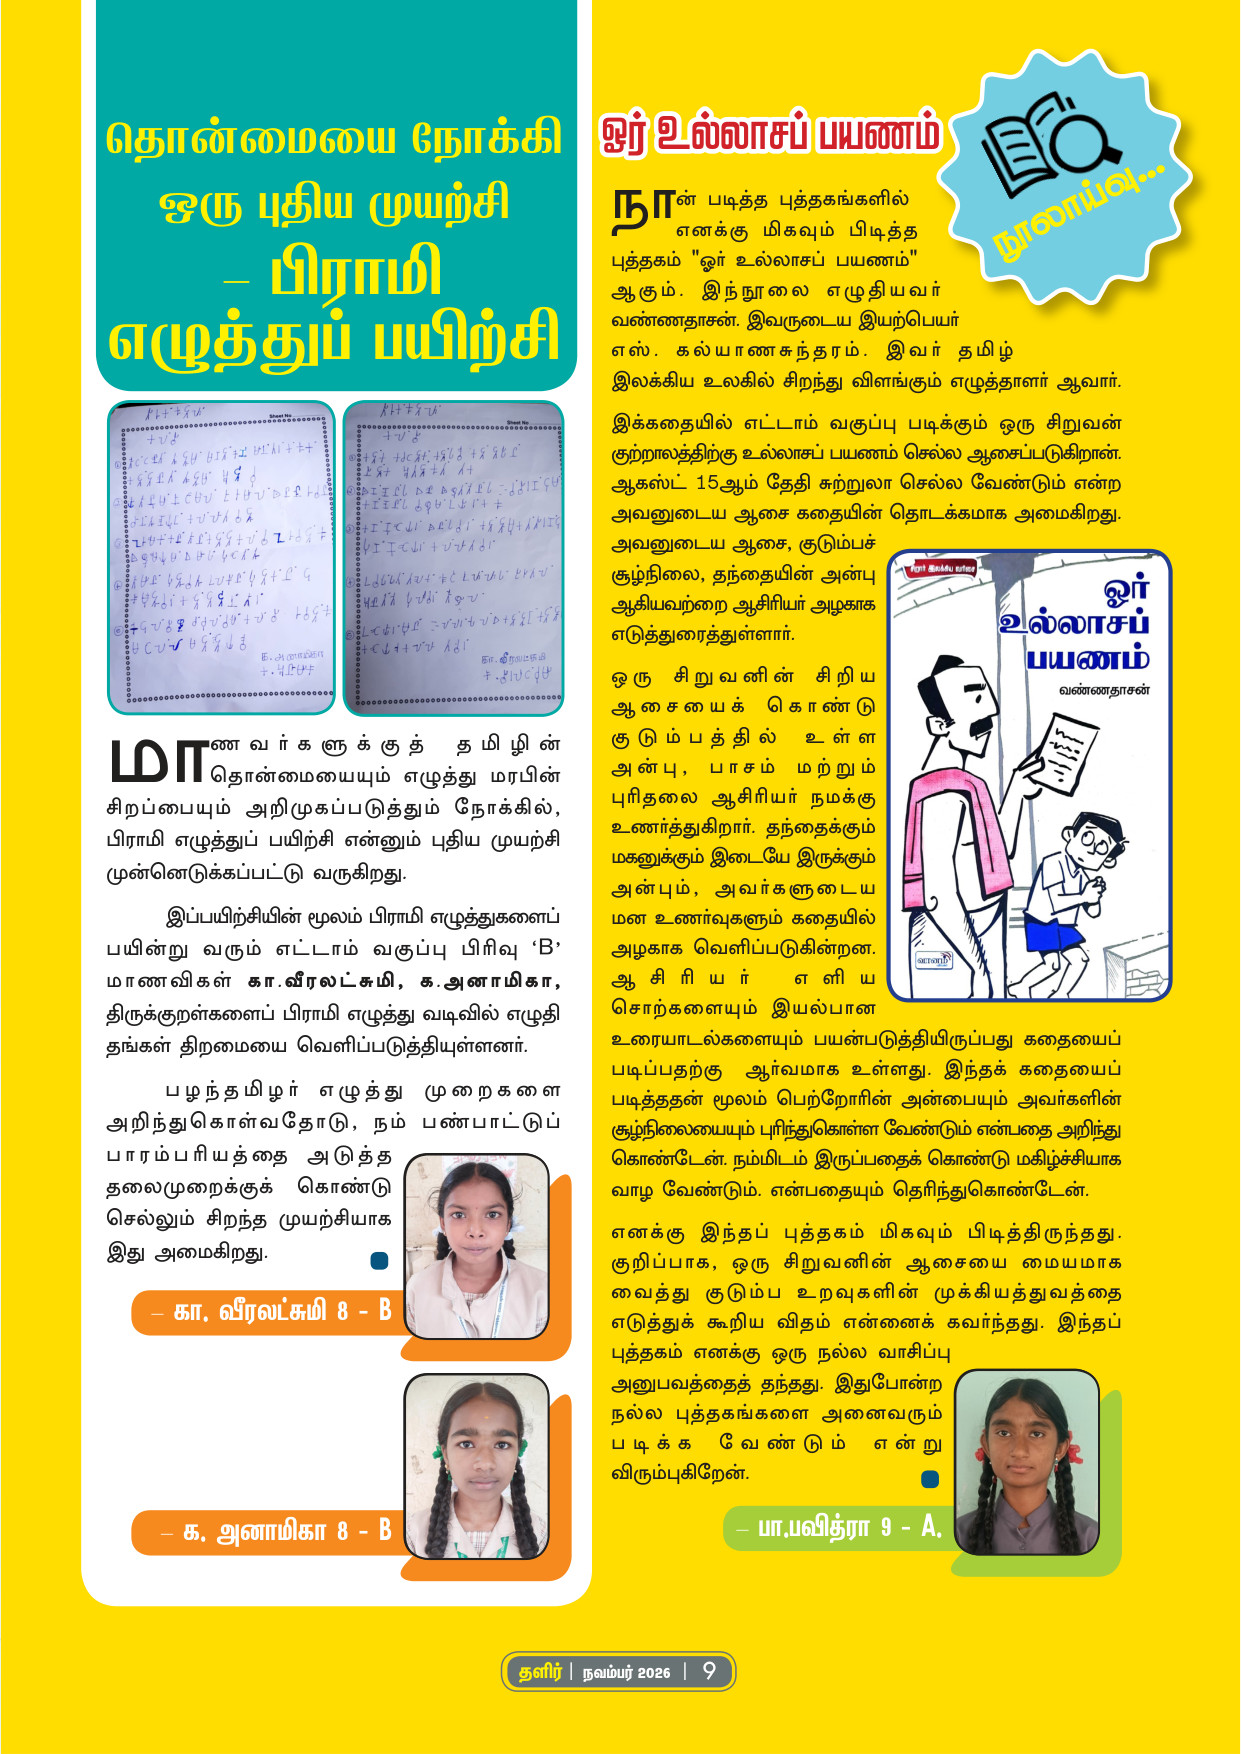 தொன்மையை நோக்கி
ஒரு புதிய முயற்சி
– பிராமி
எழுத்துப் பயிற்சி
Sheet No
Sheet No
க.அனாமிகா
கா.வீரலட்சுமி
மாணவர்களுக்குத் தமிழின்
தொன்மையையும் எழுத்து மரபின்
சிறப்பையும் அறிமுகப்படுத்தும் நோக்கில்,
பிராமி எழுத்துப் பயிற்சி என்னும் புதிய முயற்சி
முன்னெடுக்கப்பட்டு வருகிறது.
இப்பயிற்சியின் மூலம் பிராமி எழுத்துகளைப்
பயின்று வரும் எட்டாம் வகுப்பு பிரிவு ‘B’
மாணவிகள் கா.வீரலட்சுமி, க.அனாமிகா,
திருக்குறள்களைப் பிராமி எழுத்து வடிவில் எழுதி
தங்கள் திறமையை வெளிப்படுத்தியுள்ளனர்.
பழந்தமிழர் எழுத்து முறைகளை
அறிந்துகொள்வதோடு, நம் பண்பாட்டுப்
பாரம்பரியத்தை அடுத்த
தலைமுறைக்குக் கொண்டு
செல்லும் சிறந்த முயற்சியாக
இது அமைகிறது.
– கா. வீரலட்சுமி 8 - B
– க. அனாமிகா 8 - B
ஓர் உல்லாசப் பயணம்
நூலாய்வு...
நான் படித்த புத்தகங்களில்
எனக்கு மிகவும் பிடித்த
புத்தகம் "ஓர் உல்லாசப் பயணம்"
ஆகும். இந்நூலை எழுதியவர்
வண்ணதாசன். இவருடைய இயற்பெயர்
எஸ். கல்யாணசுந்தரம். இவர் தமிழ்
இலக்கிய உலகில் சிறந்து விளங்கும் எழுத்தாளர் ஆவார்.
இக்கதையில் எட்டாம் வகுப்பு படிக்கும் ஒரு சிறுவன்
குற்றாலத்திற்கு உல்லாசப் பயணம் செல்ல ஆசைப்படுகிறான்.
ஆகஸ்ட் 15ஆம் தேதி சுற்றுலா செல்ல வேண்டும் என்ற
அவனுடைய ஆசை கதையின் தொடக்கமாக அமைகிறது.
அவனுடைய ஆசை, குடும்பச்
சூழ்நிலை, தந்தையின் அன்பு
ஆகியவற்றை ஆசிரியர் அழகாக
எடுத்துரைத்துள்ளார்.
ஒரு சிறுவனின் சிறிய
ஆசையைக் கொண்டு
குடும்பத்தில் உள்ள
அன்பு, பாசம் மற்றும்
புரிதலை ஆசிரியர் நமக்கு
உணர்த்துகிறார். தந்தைக்கும்
மகனுக்கும் இடையே இருக்கும்
அன்பும், அவர்களுடைய
மன உணர்வுகளும் கதையில்
அழகாக வெளிப்படுகின்றன.
ஆசிரியர் எளிய
சொற்களையும் இயல்பான
உரையாடல்களையும் பயன்படுத்தியிருப்பது கதையைப்
படிப்பதற்கு ஆர்வமாக உள்ளது. இந்தக் கதையைப்
படித்ததன் மூலம் பெற்றோரின் அன்பையும் அவர்களின்
சூழ்நிலையையும் புரிந்துகொள்ள வேண்டும் என்பதை அறிந்து
கொண்டேன். நம்மிடம் இருப்பதைக் கொண்டு மகிழ்ச்சியாக
வாழ வேண்டும். என்பதையும் தெரிந்துகொண்டேன்.
எனக்கு இந்தப் புத்தகம் மிகவும் பிடித்திருந்தது.
குறிப்பாக, ஒரு சிறுவனின் ஆசையை மையமாக
வைத்து குடும்ப உறவுகளின் முக்கியத்துவத்தை
எடுத்துக் கூறிய விதம் என்னைக் கவர்ந்தது. இந்தப்
புத்தகம் எனக்கு ஒரு நல்ல வாசிப்பு
அனுபவத்தைத் தந்தது. இதுபோன்ற
நல்ல புத்தகங்களை அனைவரும்
படிக்க வேண்டும் என்று
விரும்புகிறேன்.
சிறார் இலக்கிய வரிசை
ஓர்
உல்லாசப்
பயணம்
வண்ணதாசன்
வானம்
– பா.பவித்ரா 9 - A.
தளிர் | நவம்பர் 2026 | 9